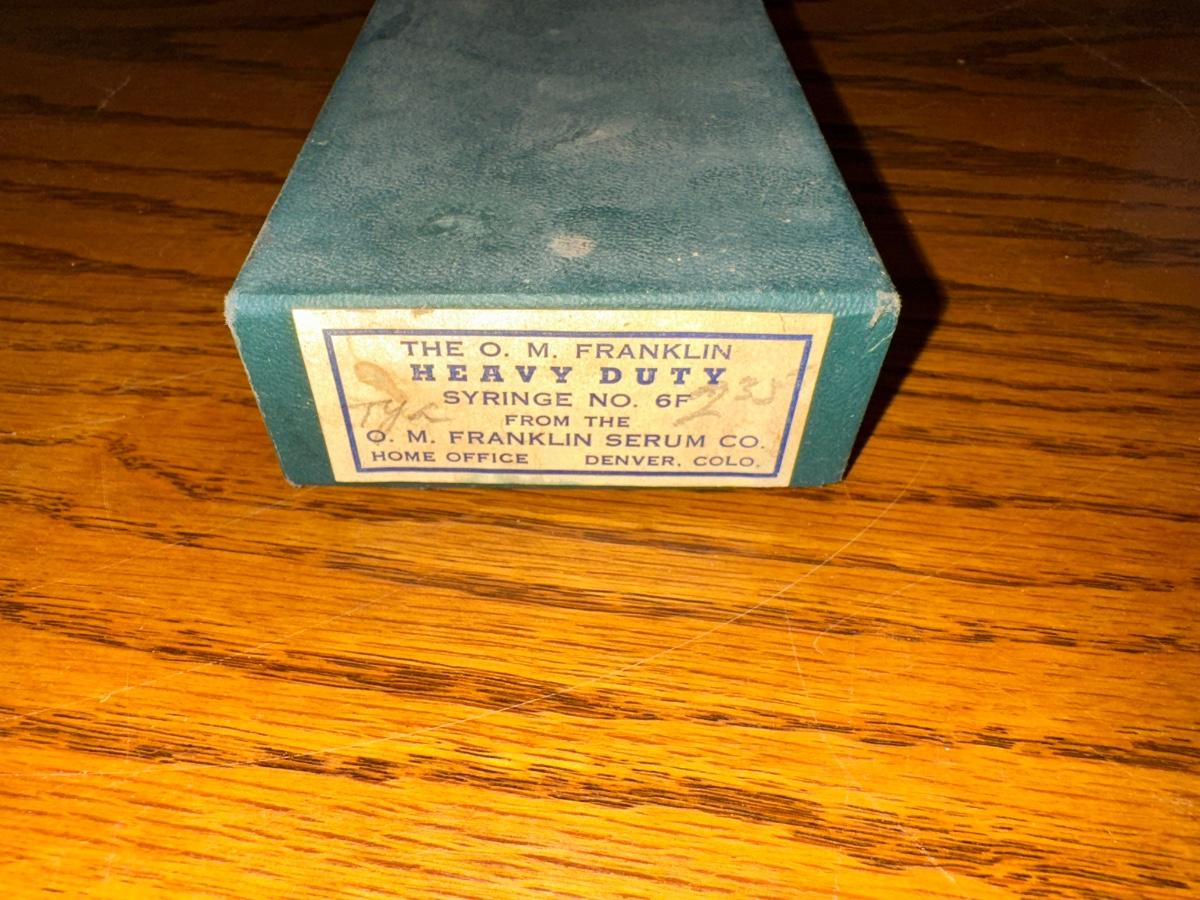 THE O. M. FRANKLIN
HEAVY DUTY
SYRINGE NO. 6F
FROM THE
O. M. FRANKLIN SERUM CO.
HOME OFFICE DENVER, COLO.